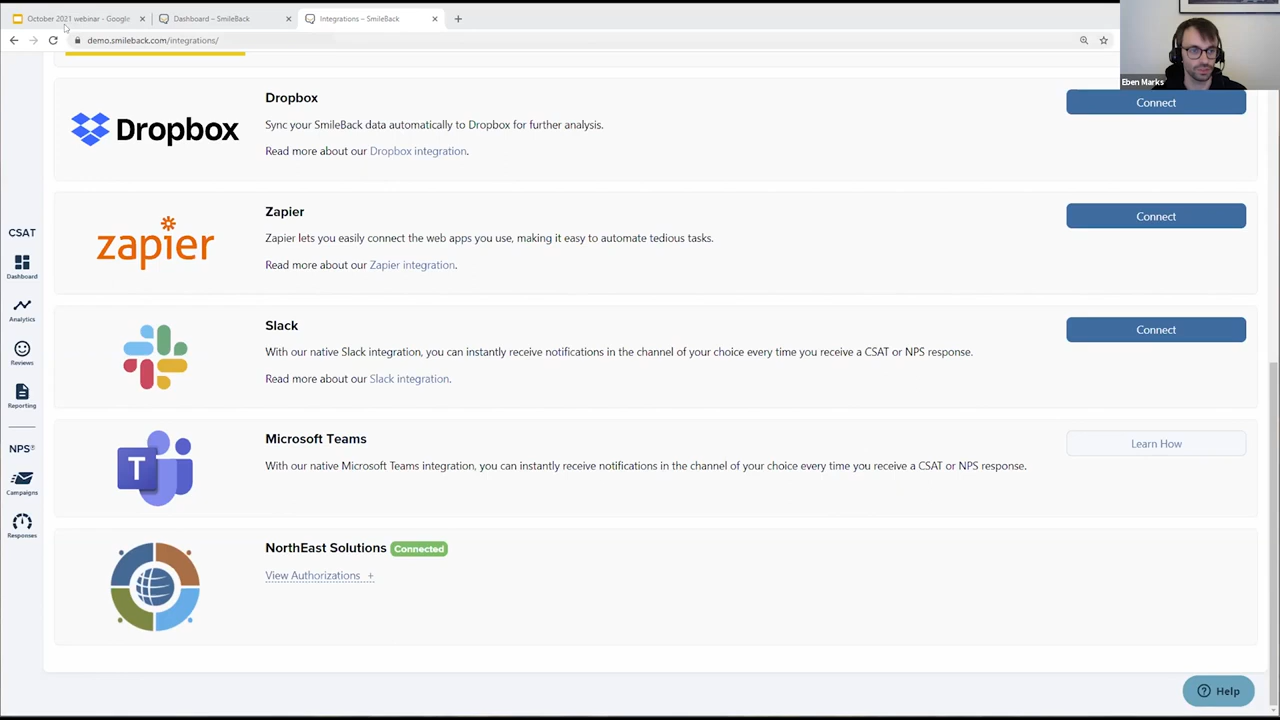 October 2021 webinar - Google
Dashboard – SmileBack
Integrations – SmileBack
demo.smileback.com/integrations/
Eben Marks
Dropbox
Dropbox
Sync your SmileBack data automatically to Dropbox for further analysis.
Read more about our Dropbox integration.
Connect
zapier
Zapier
Zapier lets you easily connect the web apps you use, making it easy to automate tedious tasks.
Read more about our Zapier integration.
Connect
Slack
With our native Slack integration, you can instantly receive notifications in the channel of your choice every time you receive a CSAT or NPS response.
Read more about our Slack integration.
Connect
T
Microsoft Teams
With our native Microsoft Teams integration, you can instantly receive notifications in the channel of your choice every time you receive a CSAT or NPS response.
Learn How
NorthEast Solutions Connected
View Authorizations +
CSAT
Dashboard
Analytics
Reviews
Reporting
NPS®
Campaigns
Responses
? Help